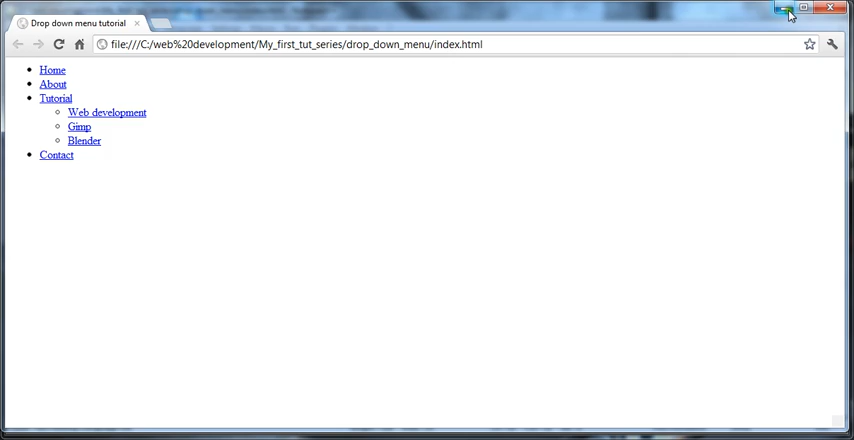 Drop down menu tutorial
file:///C:/web%20development/My_first_tut_series/drop_down_menu/index.html
Home
About
Tutorial
Web development
Gimp
Blender
Contact